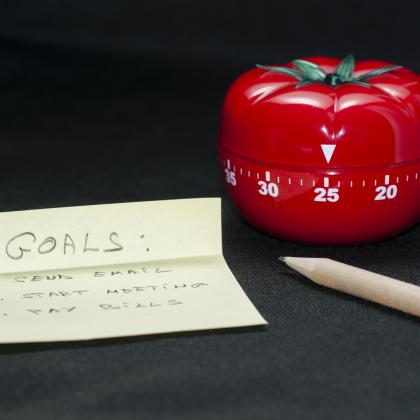 GOALS:
SEND EMAIL
. START MEETING
. PAY BILLS
35 30 25 20